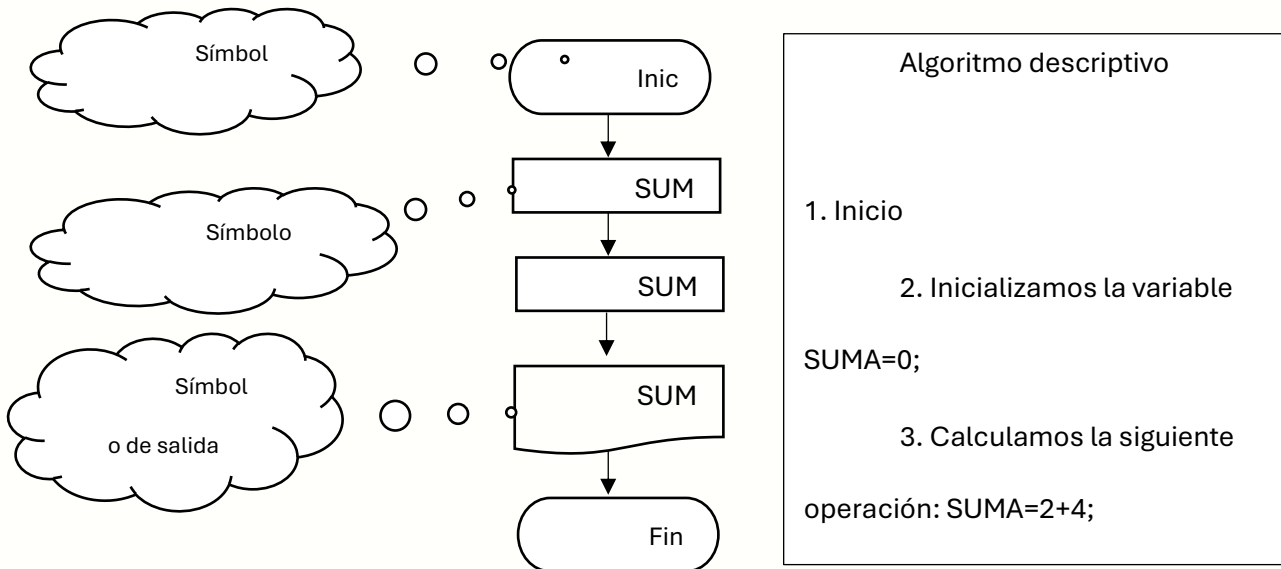 Símbol
Símbolo
Símbol
o de salida
Inic
SUM
SUM
SUM
Fin
Algoritmo descriptivo
1. Inicio
2. Inicializamos la variable
SUMA=0;
3. Calculamos la siguiente
operación: SUMA=2+4;